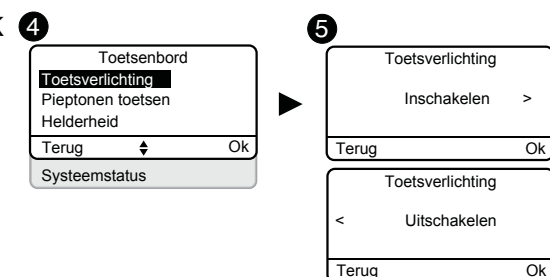 K 4
Toetsenbord
Toetsverlichting
Pieptonen toetsen
Helderheid
Terug Ok
Systeemstatus
5
Toetsverlichting
Inschakelen >
Terug Ok
Toetsverlichting
< Uitschakelen
Terug Ok